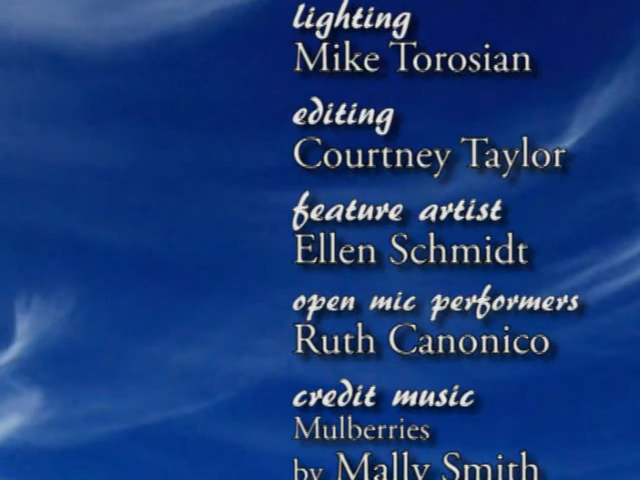 lighting
Mike Torosian
editing
Courtney Taylor
feature artist
Ellen Schmidt
open mic performers
Ruth Canonico
credit music
Mulberries
by Mally Smith